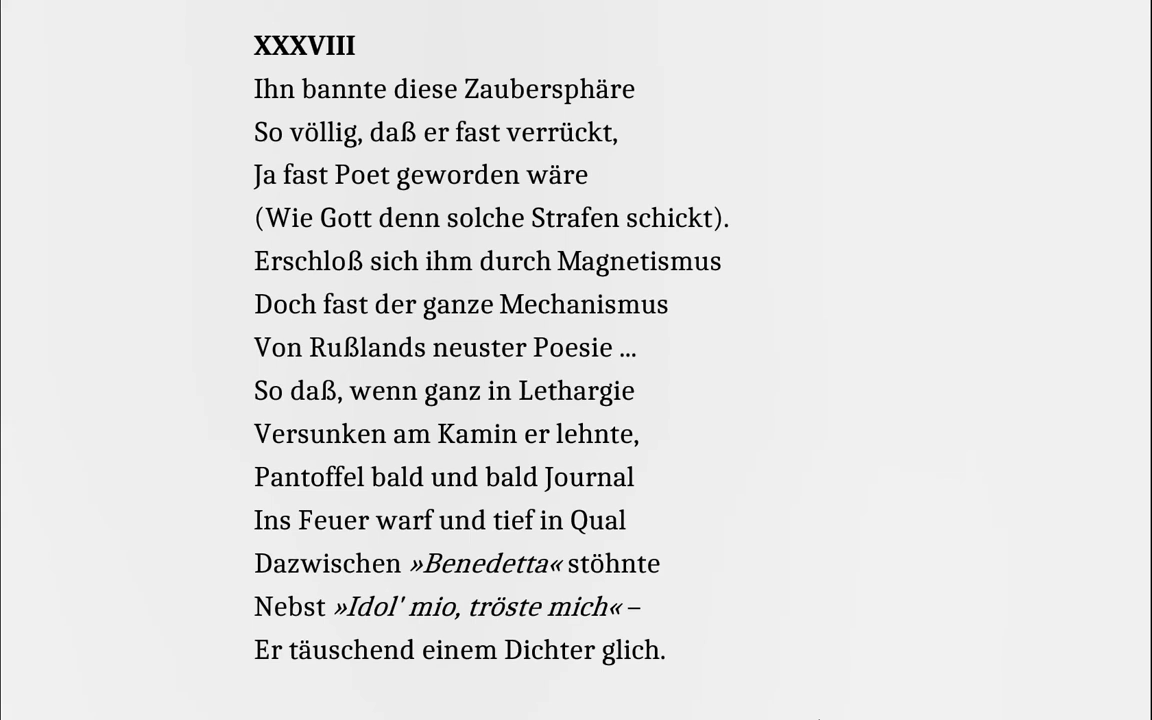 XXXVIII
Ihn bannte diese Zaubersphäre
So völlig, daß er fast verrückt,
Ja fast Poet geworden wäre
(Wie Gott denn solche Strafen schickt).
Erschloß sich ihm durch Magnetismus
Doch fast der ganze Mechanismus
Von Rußlands neuster Poesie ...
So daß, wenn ganz in Lethargie
Versunken am Kamin er lehnte,
Pantoffel bald und bald Journal
Ins Feuer warf und tief in Qual
Dazwischen »Benedetta« stöhnte
Nebst »Idol' mio, tröste mich« –
Er täuschend einem Dichter glich.